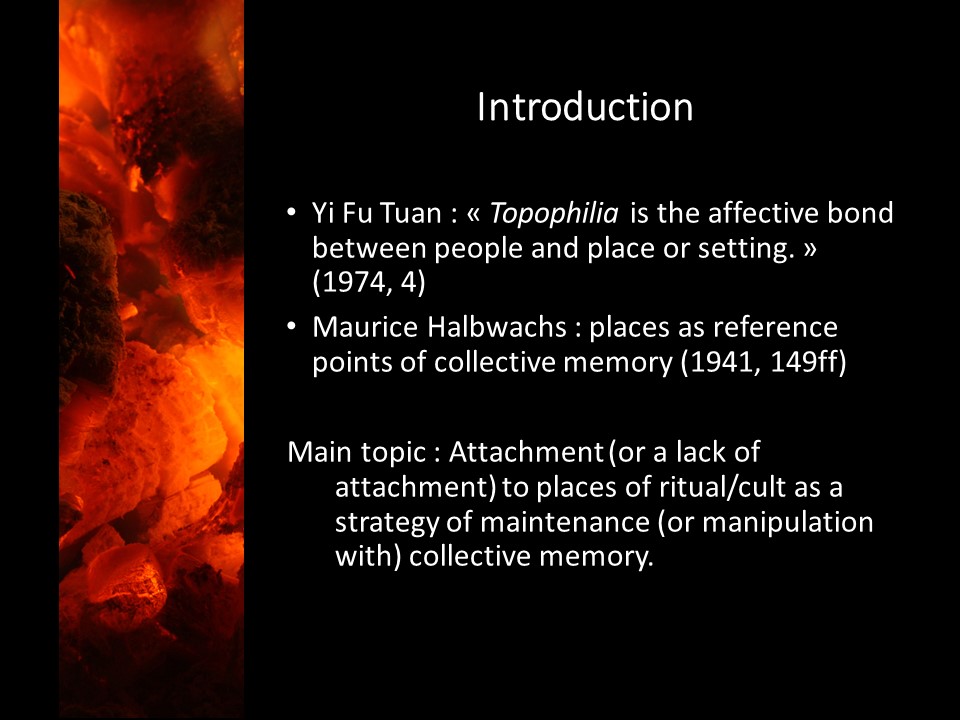 Introduction
• Yi Fu Tuan : « Topophilia is the affective bond
between people and place or setting. »
(1974, 4)
• Maurice Halbwachs : places as reference
points of collective memory (1941, 149ff)
Main topic : Attachment (or a lack of
attachment) to places of ritual/cult as a
strategy of maintenance (or manipulation
with) collective memory.